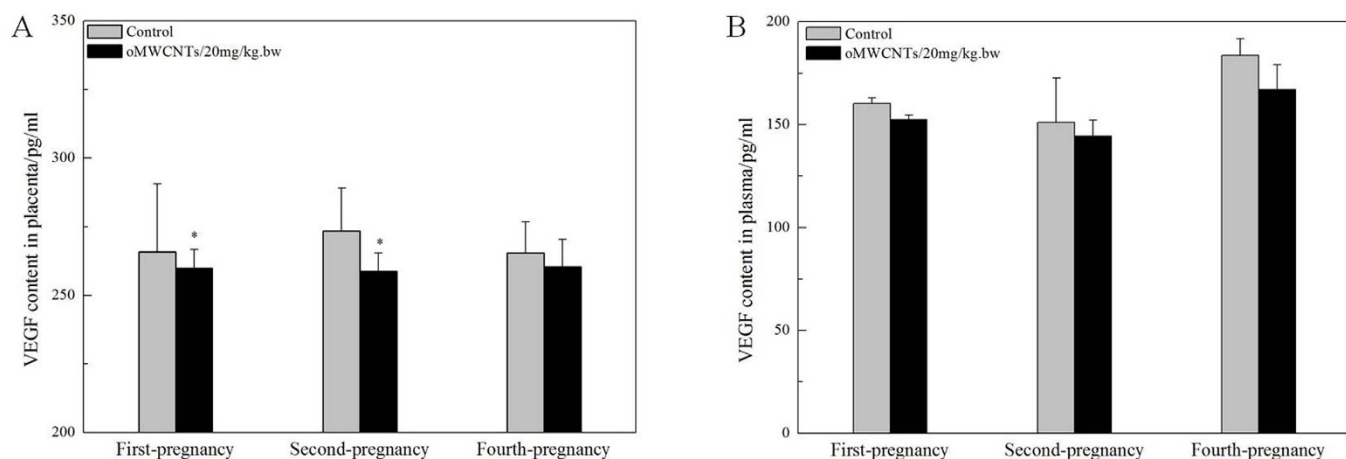 A
Control
oMWCNTs/20mg/kg.bw
VEGF content in placenta/pg/ml
350
300
250
200
*
*
First-pregnancy
Second-pregnancy
Fourth-pregnancy
B
Control
oMWCNTs/20mg/kg.bw
VEGF content in plasma/pg/ml
200
150
100
50
0
First-pregnancy
Second-pregnancy
Fourth-pregnancy